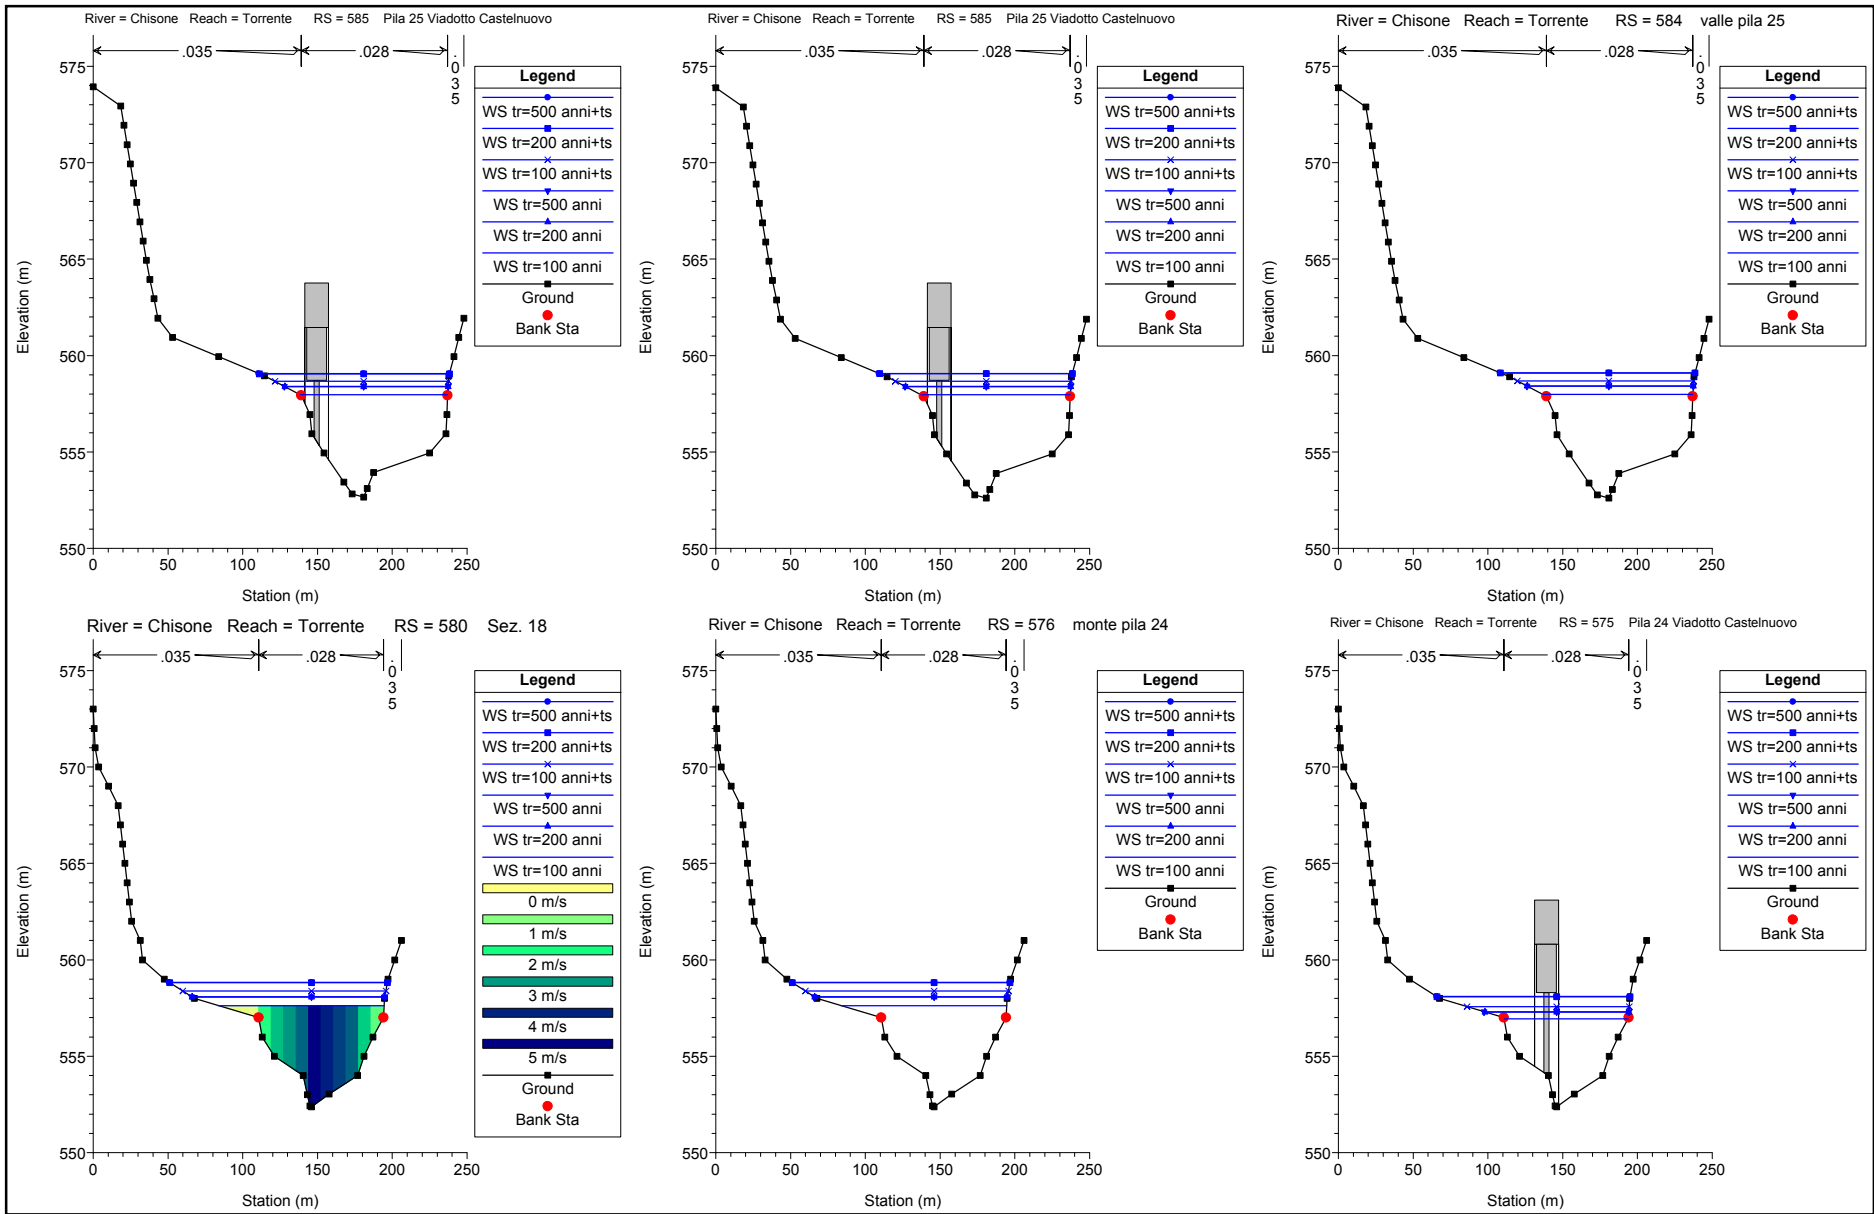 River = Chisone Reach = Torrente RS = 585 Pila 25 Viadotto Castelnuovo
.035
.028
.035
Legend
WS tr=500 anni+ts
WS tr=200 anni+ts
WS tr=100 anni+ts
WS tr=500 anni
WS tr=200 anni
WS tr=100 anni
Ground
Bank Sta
575
570
565
560
555
550
Elevation (m)
0 50 100 150 200 250
Station (m)
River = Chisone Reach = Torrente RS = 585 Pila 25 Viadotto Castelnuovo
.035
.028
.035
Legend
WS tr=500 anni+ts
WS tr=200 anni+ts
WS tr=100 anni+ts
WS tr=500 anni
WS tr=200 anni
WS tr=100 anni
Ground
Bank Sta
575
570
565
560
555
550
Elevation (m)
0 50 100 150 200 250
Station (m)
River = Chisone Reach = Torrente RS = 584 valle pila 25
.035
.028
.035
Legend
WS tr=500 anni+ts
WS tr=200 anni+ts
WS tr=100 anni+ts
WS tr=500 anni
WS tr=200 anni
WS tr=100 anni
Ground
Bank Sta
575
570
565
560
555
550
Elevation (m)
0 50 100 150 200 250
Station (m)
River = Chisone Reach = Torrente RS = 580 Sez. 18
.035
.028
.035
Legend
WS tr=500 anni+ts
WS tr=200 anni+ts
WS tr=100 anni+ts
WS tr=500 anni
WS tr=200 anni
WS tr=100 anni
0 m/s
1 m/s
2 m/s
3 m/s
4 m/s
5 m/s
Ground
Bank Sta
575
570
565
560
555
550
Elevation (m)
0 50 100 150 200 250
Station (m)
River = Chisone Reach = Torrente RS = 576 monte pila 24
.035
.028
.035
Legend
WS tr=500 anni+ts
WS tr=200 anni+ts
WS tr=100 anni+ts
WS tr=500 anni
WS tr=200 anni
WS tr=100 anni
Ground
Bank Sta
575
570
565
560
555
550
Elevation (m)
0 50 100 150 200 250
Station (m)
River = Chisone Reach = Torrente RS = 575 Pila 24 Viadotto Castelnuovo
.035
.028
.035
Legend
WS tr=500 anni+ts
WS tr=200 anni+ts
WS tr=100 anni+ts
WS tr=500 anni
WS tr=200 anni
WS tr=100 anni
Ground
Bank Sta
575
570
565
560
555
550
Elevation (m)
0 50 100 150 200 250
Station (m)